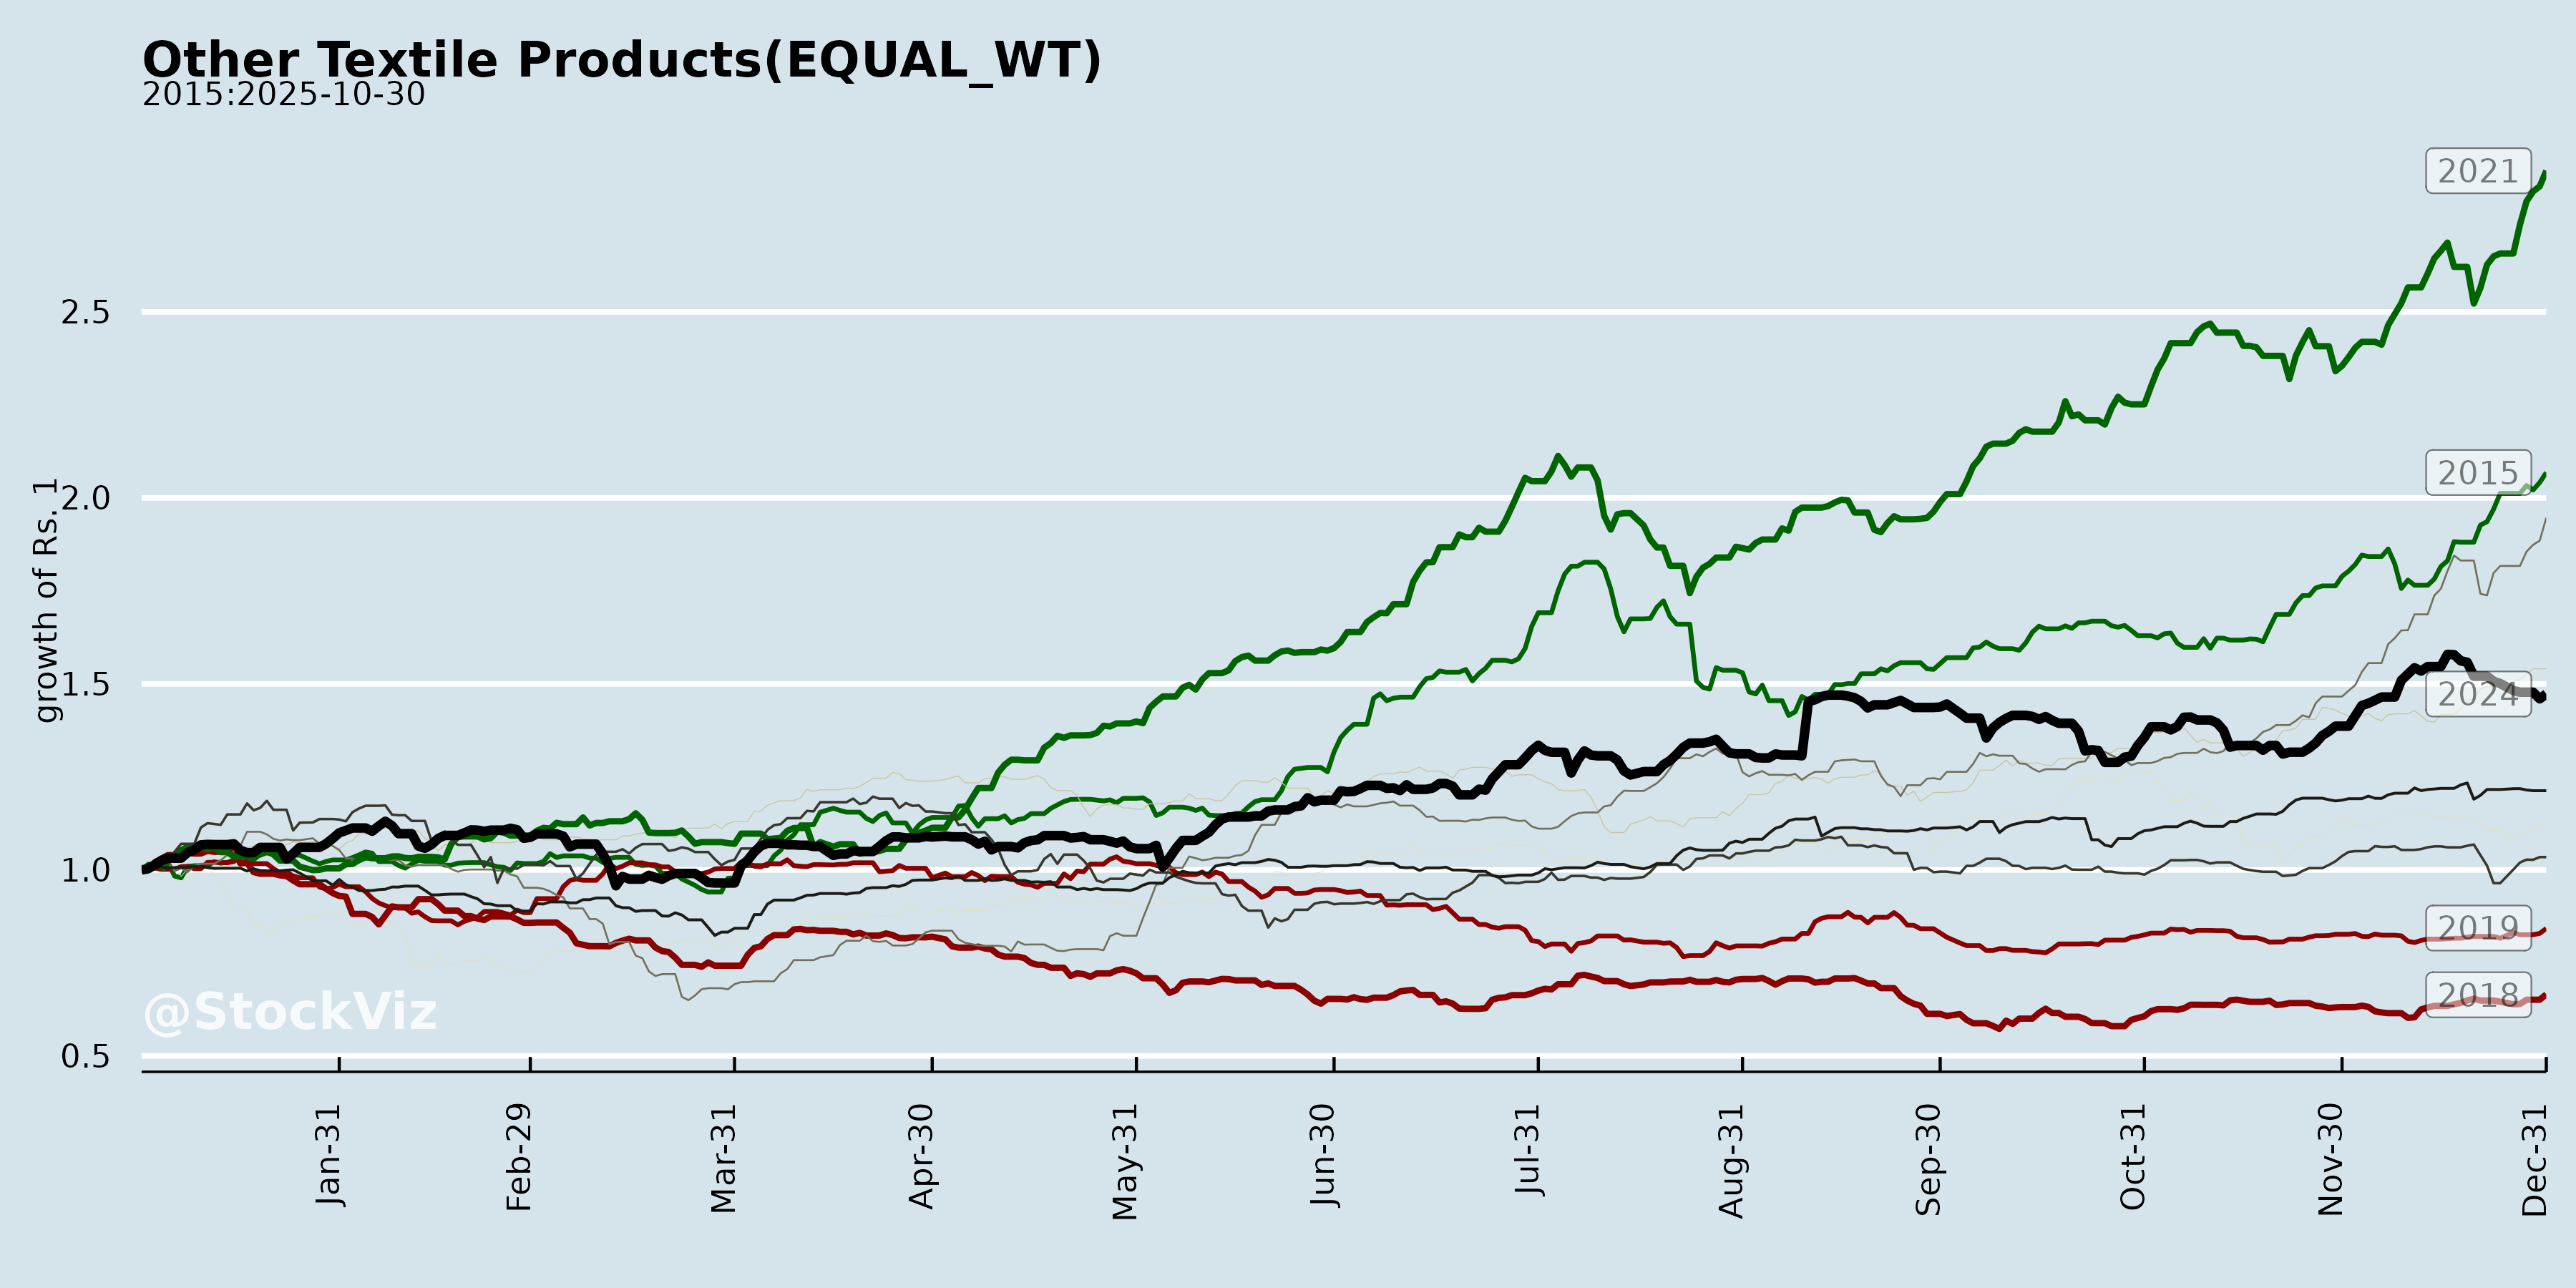 Other Textile Products(EQUAL_WT)
2015:2025-10-30
growth of Rs. 1
2.5
2.0
1.5
1.0
0.5
2021
2015
2024
2019
2018
@StockViz
Jan-31
Feb-29
Mar-31
Apr-30
May-31
Jun-30
Jul-31
Aug-31
Sep-30
Oct-31
Nov-30
Dec-31